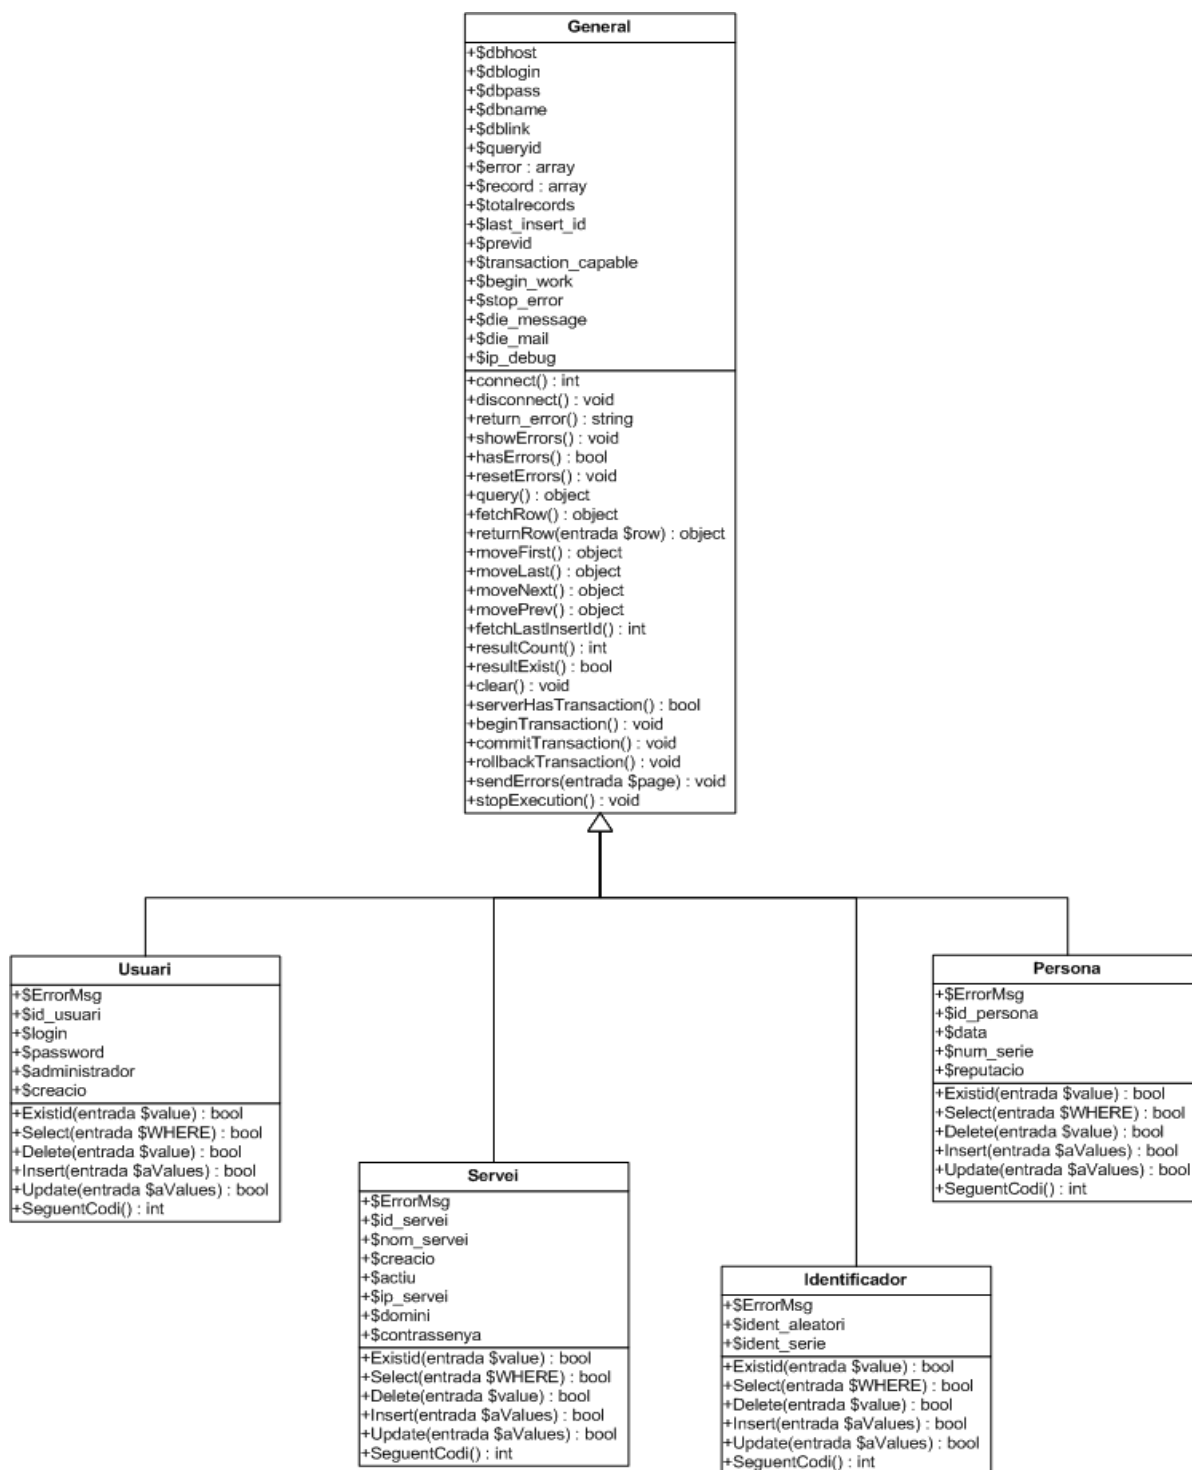 General
+$dbhost
+$dblogin
+$dbpass
+$dbname
+$dblink
+$queryid
+$error : array
+$record : array
+$totalrecords
+$last_insert_id
+$previd
+$transaction_capable
+$begin_work
+$stop_error
+$die_message
+$die_mail
+$ip_debug
+connect() : int
+disconnect() : void
+return_error() : string
+showErrors() : void
+hasErrors() : bool
+resetErrors() : void
+query() : object
+fetchRow() : object
+returnRow(entrada $row) : object
+moveFirst() : object
+moveLast() : object
+moveNext() : object
+movePrev() : object
+fetchLastInsertId() : int
+resultCount() : int
+resultExist() : bool
+clear() : void
+serverHasTransaction() : bool
+beginTransaction() : void
+commitTransaction() : void
+rollbackTransaction() : void
+sendErrors(entrada $page) : void
+stopExecution() : void
Usuari
+$ErrorMsg
+$id_usuari
+$login
+$password
+$administrador
+$creacio
+Existid(entrada $value) : bool
+Select(entrada $WHERE) : bool
+Delete(entrada $value) : bool
+Insert(entrada $aValues) : bool
+Update(entrada $aValues) : bool
+SeguentCodi() : int
Servei
+$ErrorMsg
+$id_servei
+$nom_servei
+$creacio
+$actiu
+$ip_servei
+$domini
+$contrassenya
+Existid(entrada $value) : bool
+Select(entrada $WHERE) : bool
+Delete(entrada $value) : bool
+Insert(entrada $aValues) : bool
+Update(entrada $aValues) : bool
+SeguentCodi() : int
Identificador
+$ErrorMsg
+$ident_aleatori
+$ident_serie
+Existid(entrada $value) : bool
+Select(entrada $WHERE) : bool
+Delete(entrada $value) : bool
+Insert(entrada $aValues) : bool
+Update(entrada $aValues) : bool
+SeguentCodi() : int
Persona
+$ErrorMsg
+$id_persona
+$data
+$num_serie
+$reputacio
+Existid(entrada $value) : bool
+Select(entrada $WHERE) : bool
+Delete(entrada $value) : bool
+Insert(entrada $aValues) : bool
+Update(entrada $aValues) : bool
+SeguentCodi() : int